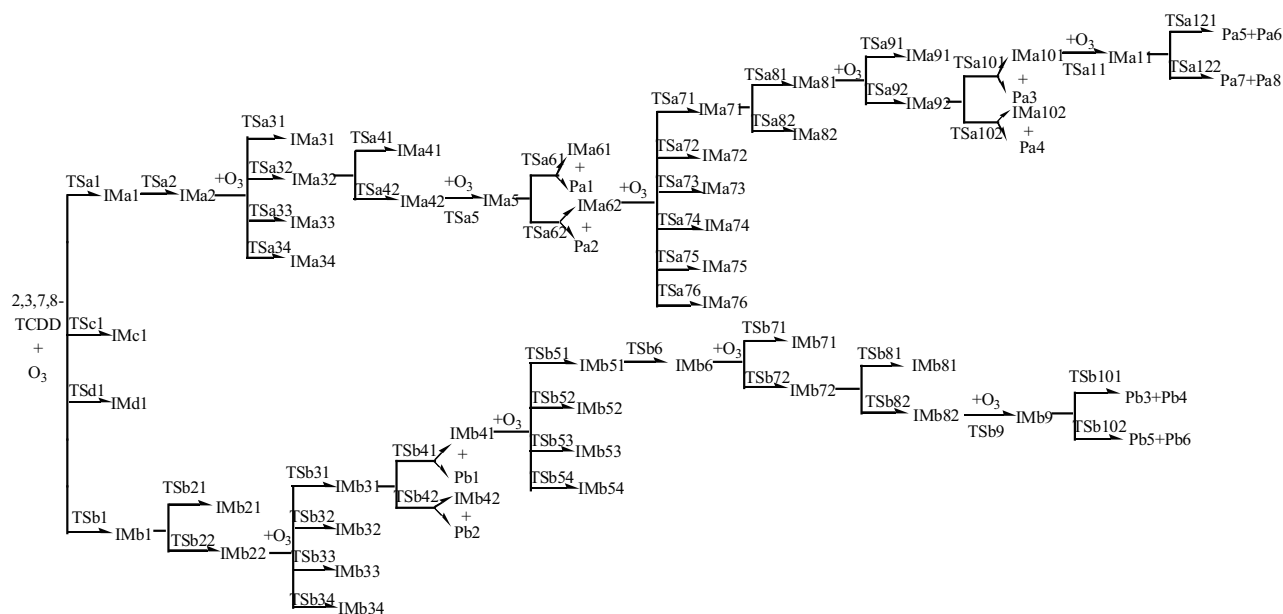 2,3,7,8-
TCDD
+
O3
TSa1
IMa1
TSa2
IMa2
+O3
TSa31
IMa31
TSa32
IMa32
TSa33
IMa33
TSa34
IMa34
TSa41
IMa41
TSa42
IMa42
+O3
TSa5
IMa5
TSa61
IMa61
+
Pa1
TSa62
IMa62
+
Pa2
+O3
TSa71
IMa71
TSa72
IMa72
TSa73
IMa73
TSa74
IMa74
TSa75
IMa75
TSa76
IMa76
TSa81
IMa81
TSa82
IMa82
+O3
TSa91
IMa91
TSa92
IMa92
TSa101
IMa101
+
Pa3
TSa102
IMa102
+
Pa4
+O3
TSa11
IMa11
TSa121
Pa5+Pa6
TSa122
Pa7+Pa8
TSc1
IMc1
TSd1
IMd1
TSb1
IMb1
TSb21
IMb21
TSb22
IMb22
+O3
TSb31
IMb31
TSb32
IMb32
TSb33
IMb33
TSb34
IMb34
TSb41
IMb41
+
Pb1
TSb42
IMb42
+
Pb2
+O3
TSb51
IMb51
TSb52
IMb52
TSb53
IMb53
TSb54
IMb54
TSb6
IMb6
+O3
TSb71
IMb71
TSb72
IMb72
TSb81
IMb81
TSb82
IMb82
+O3
TSb9
IMb9
TSb101
Pb3+Pb4
TSb102
Pb5+Pb6